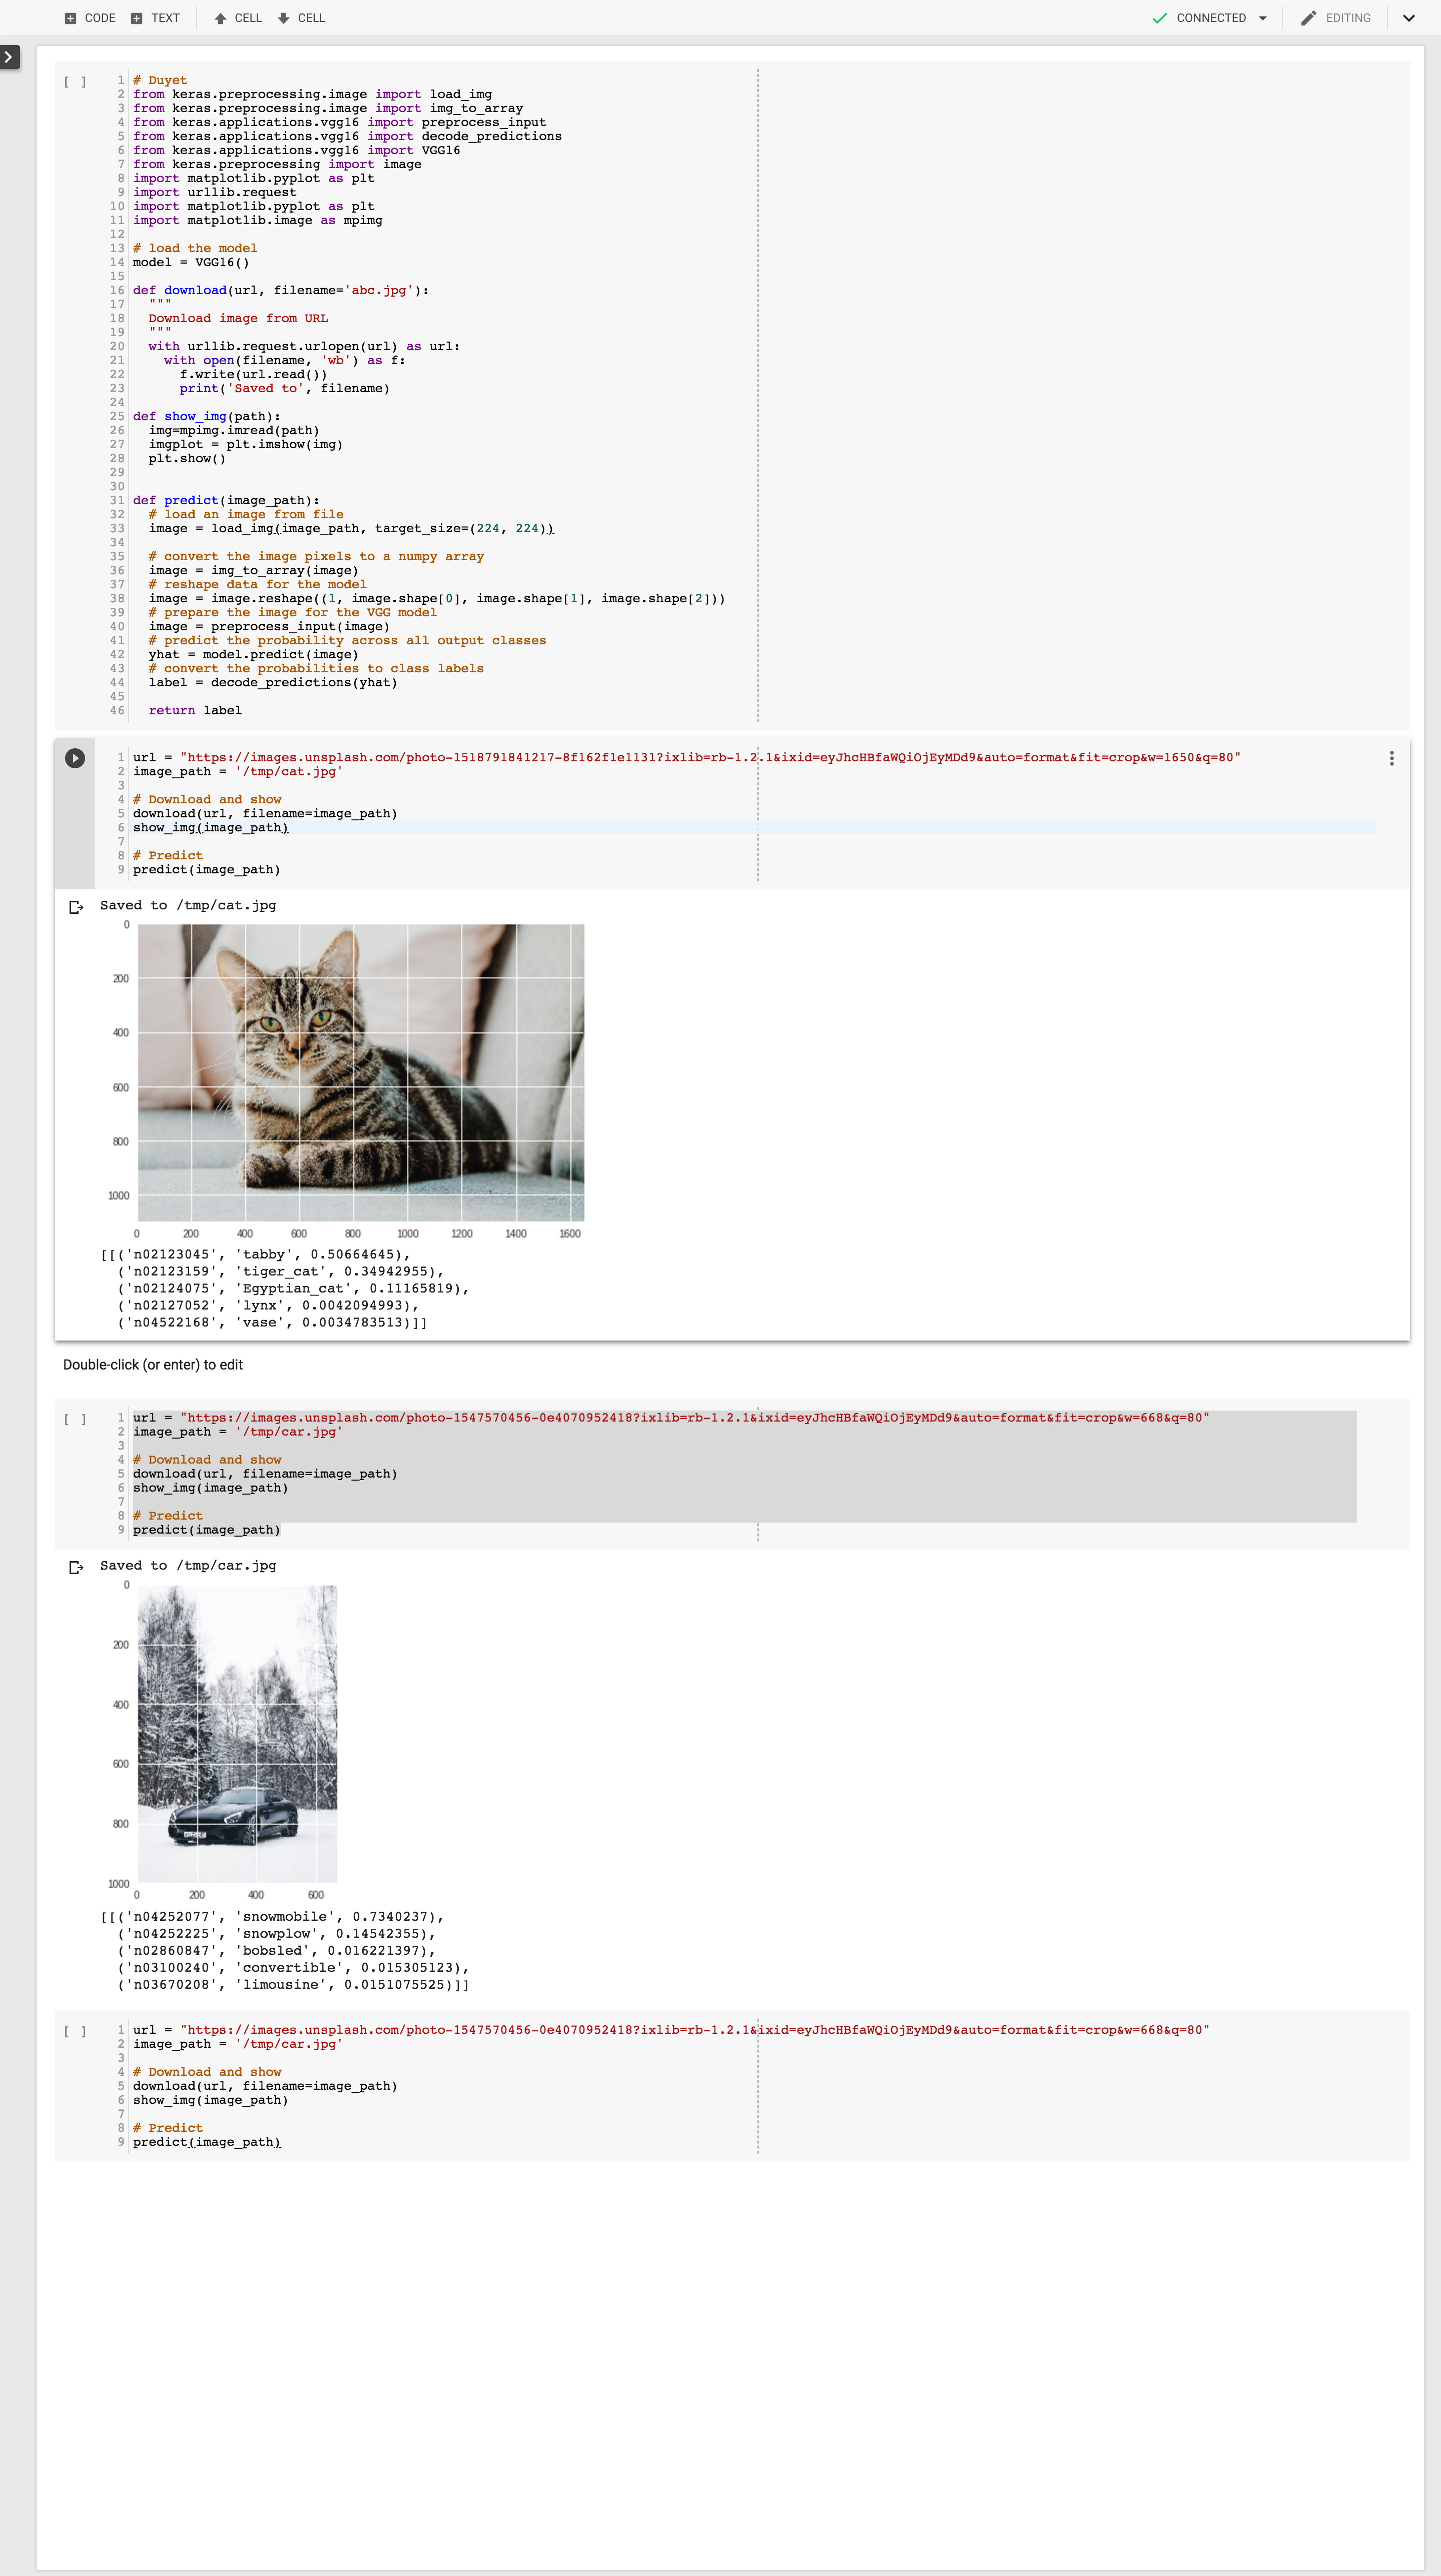 CODE TEXT CELL CELL CONNECTED EDITING
[ ]
1 # Duyet
2 from keras.preprocessing.image import load_img
3 from keras.preprocessing.image import img_to_array
4 from keras.applications.vgg16 import preprocess_input
5 from keras.applications.vgg16 import decode_predictions
6 from keras.applications.vgg16 import VGG16
7 from keras.preprocessing import image
8 import matplotlib.pyplot as plt
9 import urllib.request
10 import matplotlib.pyplot as plt
11 import matplotlib.image as mpimg
12
13 # load the model
14 model = VGG16()
15
16 def download(url, filename='abc.jpg'):
17   """
18   Download image from URL
19   """
20   with urllib.request.urlopen(url) as url:
21     with open(filename, 'wb') as f:
22       f.write(url.read())
23       print('Saved to', filename)
24
25 def show_img(path):
26   img=mpimg.imread(path)
27   imgplot = plt.imshow(img)
28   plt.show()
29
30
31 def predict(image_path):
32   # load an image from file
33   image = load_img(image_path, target_size=(224, 224))
34
35   # convert the image pixels to a numpy array
36   image = img_to_array(image)
37   # reshape data for the model
38   image = image.reshape((1, image.shape[0], image.shape[1], image.shape[2]))
39   # prepare the image for the VGG model
40   image = preprocess_input(image)
41   # predict the probability across all output classes
42   yhat = model.predict(image)
43   # convert the probabilities to class labels
44   label = decode_predictions(yhat)
45
46   return label
1 url = "https://images.unsplash.com/photo-1518791841217-8f162f1e1131?ixlib=rb-1.2.1&ixid=eyJhcHBfaWQiOjEyMDd9&auto=format&fit=crop&w=1650&q=80"
2 image_path = '/tmp/cat.jpg'
3
4 # Download and show
5 download(url, filename=image_path)
6 show_img(image_path)
7
8 # Predict
9 predict(image_path)
Saved to /tmp/cat.jpg
0
200
400
600
800
1000
0 200 400 600 800 1000 1200 1400 1600
[[('n02123045', 'tabby', 0.50664645),
('n02123159', 'tiger_cat', 0.34942955),
('n02124075', 'Egyptian_cat', 0.11165819),
('n02127052', 'lynx', 0.0042094993),
('n04522168', 'vase', 0.0034783513)]]
Double-click (or enter) to edit
[ ]
1 url = "https://images.unsplash.com/photo-1547570456-0e4070952418?ixlib=rb-1.2.1&ixid=eyJhcHBfaWQiOjEyMDd9&auto=format&fit=crop&w=668&q=80"
2 image_path = '/tmp/car.jpg'
3
4 # Download and show
5 download(url, filename=image_path)
6 show_img(image_path)
7
8 # Predict
9 predict(image_path)
Saved to /tmp/car.jpg
0
200
400
600
800
1000
0 200 400 600
[[('n04252077', 'snowmobile', 0.7340237),
('n04252225', 'snowplow', 0.14542355),
('n02860847', 'bobsled', 0.016221397),
('n03100240', 'convertible', 0.015305123),
('n03670208', 'limousine', 0.0151075525)]]
[ ]
1 url = "https://images.unsplash.com/photo-1547570456-0e4070952418?ixlib=rb-1.2.1&ixid=eyJhcHBfaWQiOjEyMDd9&auto=format&fit=crop&w=668&q=80"
2 image_path = '/tmp/car.jpg'
3
4 # Download and show
5 download(url, filename=image_path)
6 show_img(image_path)
7
8 # Predict
9 predict(image_path)